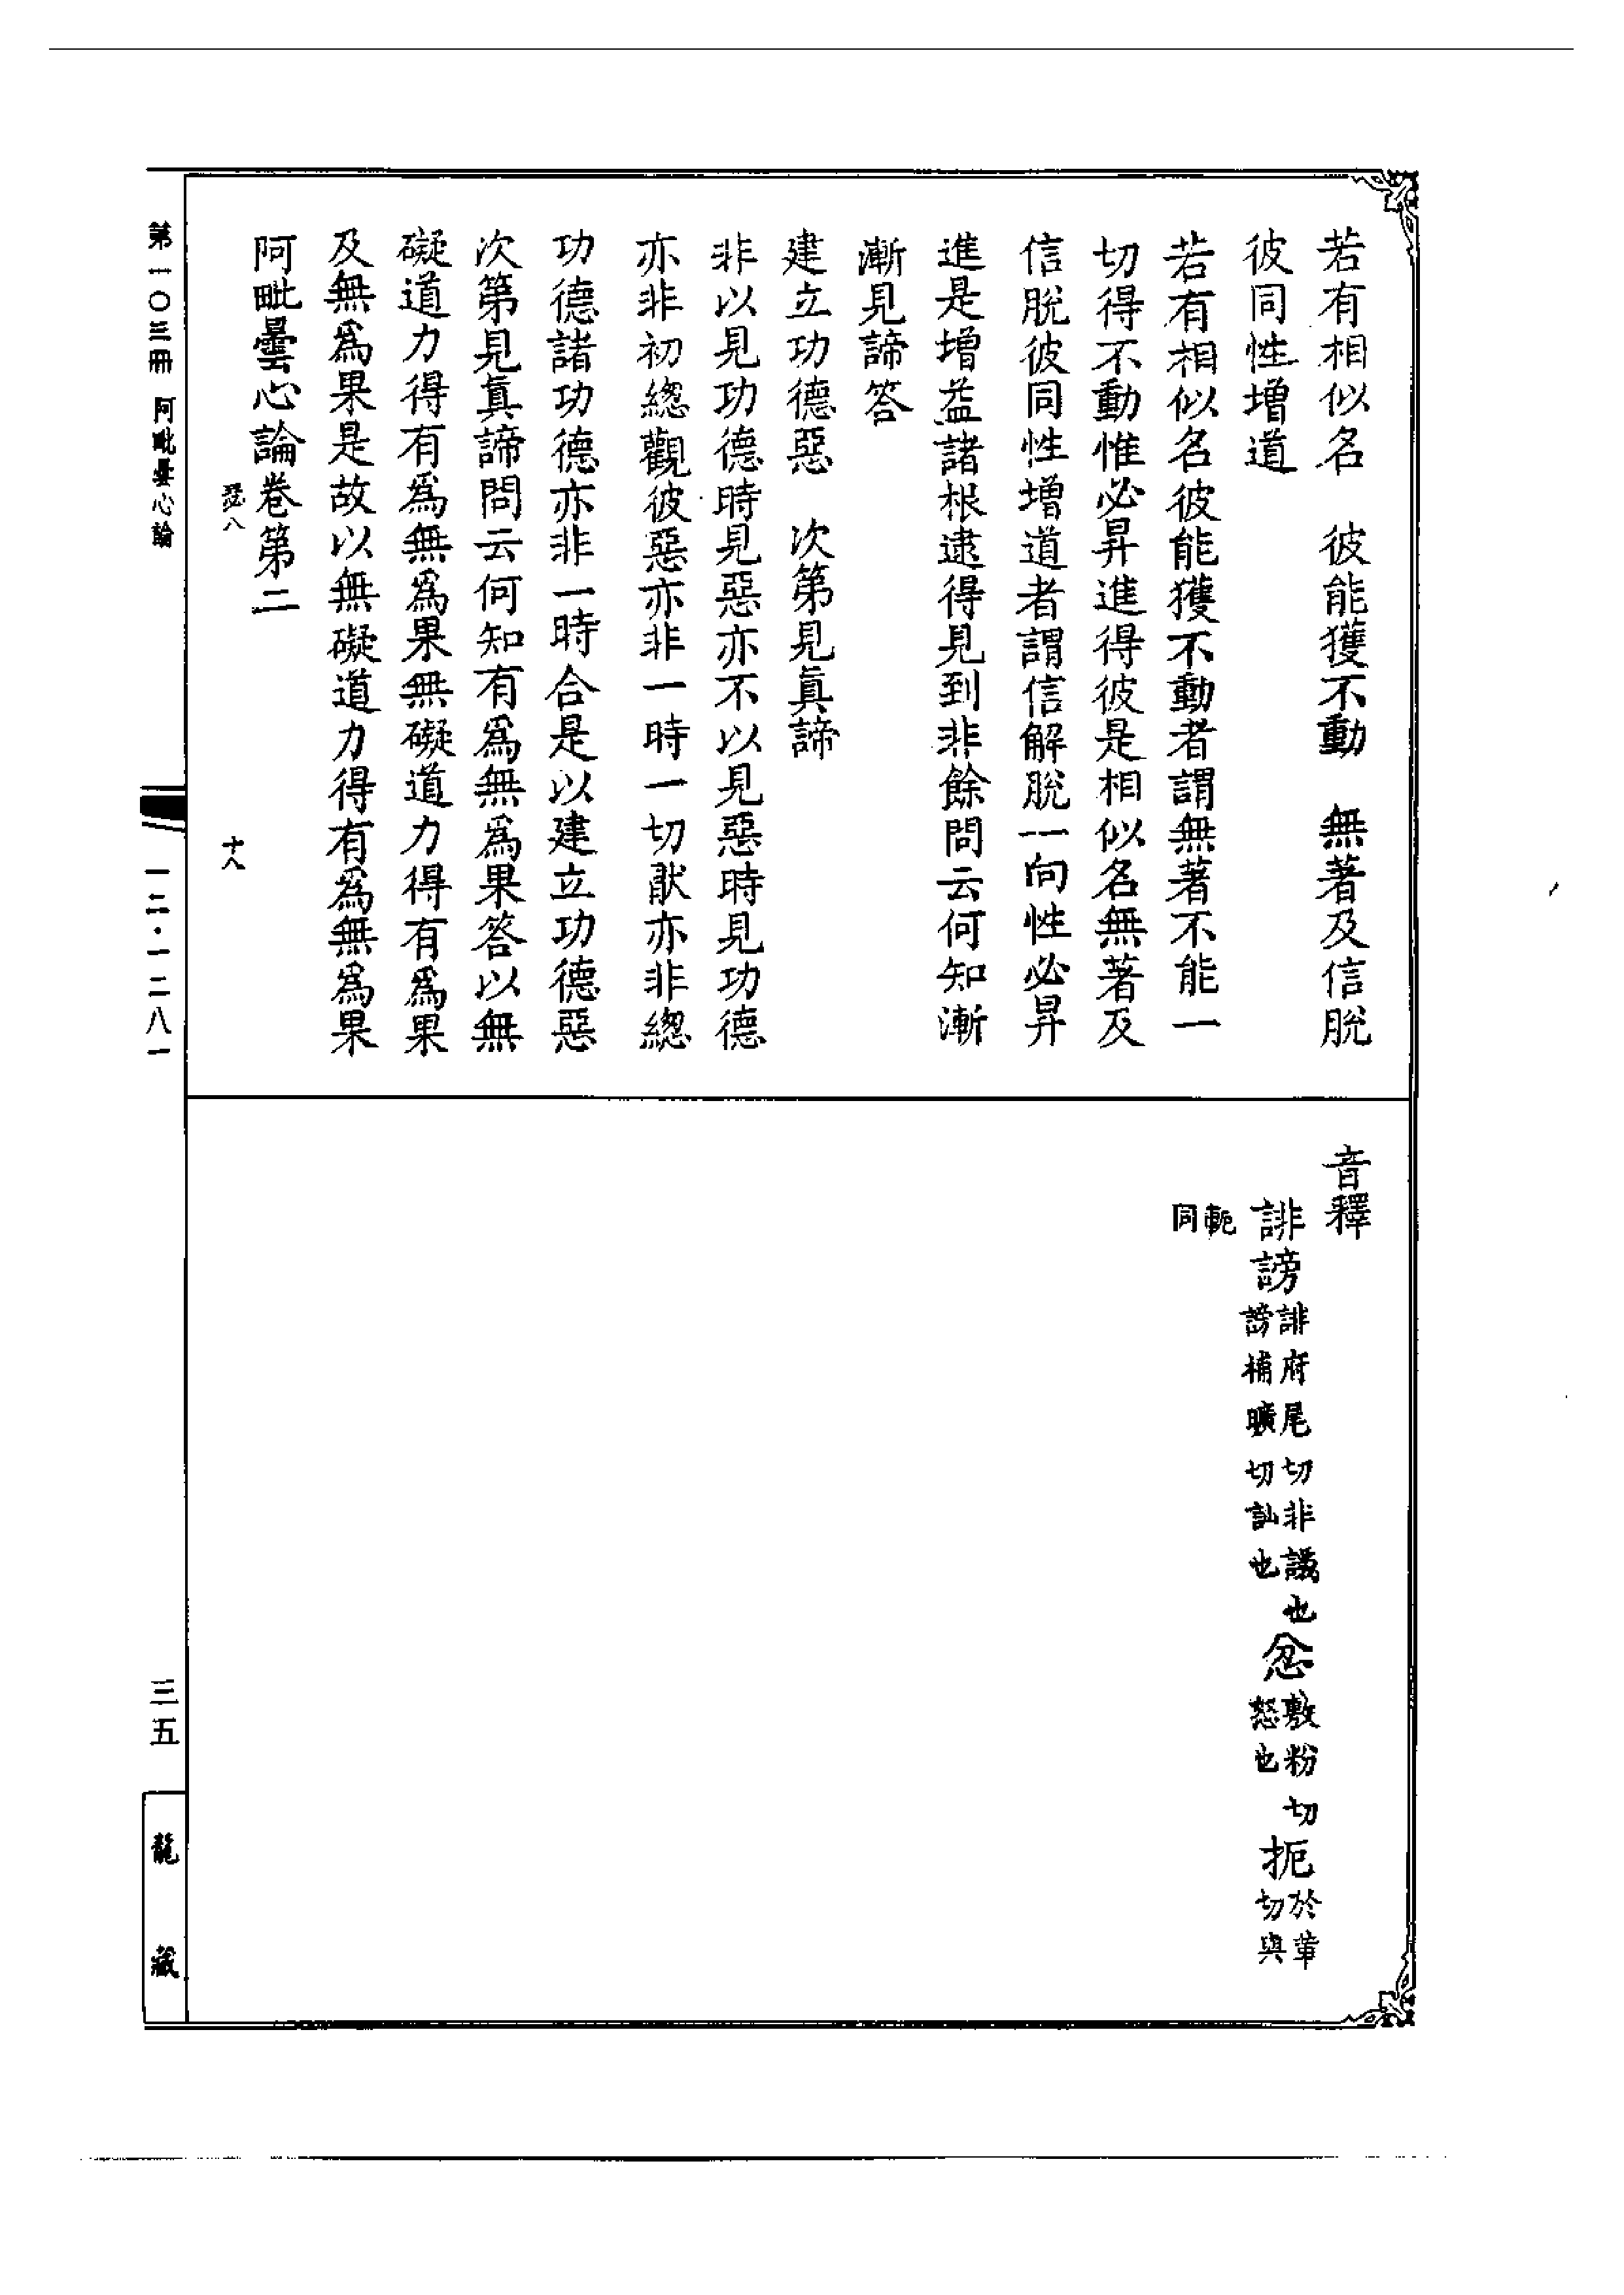 若有相似名　彼能獲不動　無著及信脫
彼同性增道
若有相似名彼能獲不動者謂無著不能一
切得不動惟必昇進得彼是相似名無著及
信脫彼同性增道者謂信解脫一向性必昇
進是增益諸根逮得見到非餘問云何知漸
漸見諦答
建立功德惡　次第見真諦
非以見功德時見惡亦不以見惡時見功德
亦非初總觀彼惡亦非一時一切猒亦非總
功德諸功德亦非一時合是以建立功德惡
次第見真諦問云何知有為無為果答以無
礙道力得有為無為果無礙道力得有為果
及無為果是故以無礙道力得有為無為果
阿毗曇心論卷第二
瑟八　十八
音釋
誹謗誹府尾切非議也謗補曠切訕也忿敷粉切怒也扼於革切與
軛同
第一〇三冊　阿毗曇心論　一二·一二八一　三五　龍藏